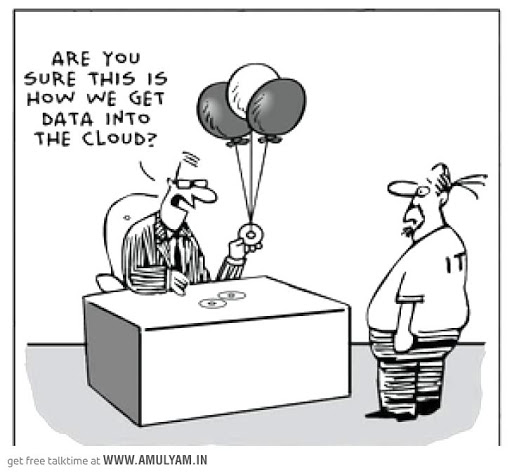 ARE YOU
SURE THIS IS
HOW WE GET
DATA INTO
THE CLOUD?
IT
get free talktime at WWW.AMULYAM.IN